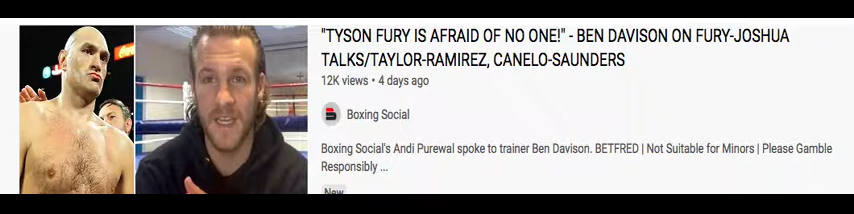 "TYSON FURY IS AFRAID OF NO ONE!" - BEN DAVISON ON FURY-JOSHUA
TALKS/TAYLOR-RAMIREZ, CANELO-SAUNDERS
12K views • 4 days ago
Boxing Social
Boxing Social's Andi Purewal spoke to trainer Ben Davison. BETFRED | Not Suitable for Minors | Please Gamble
Responsibly ...
New